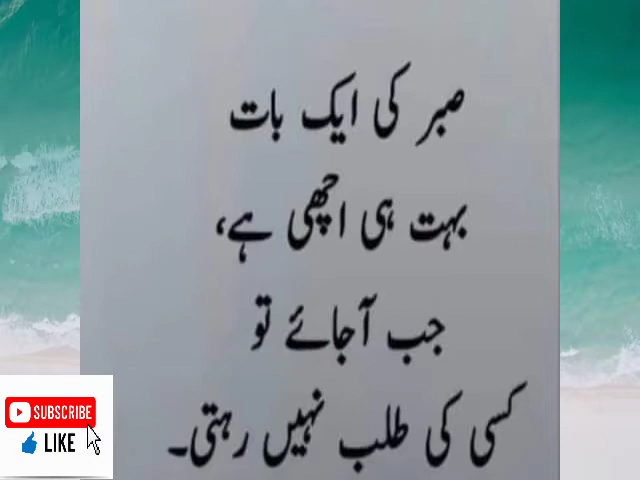 صبر کی ایک بات
بہت ہی اچھی ہے،
جب آجائے تو
کسی کی طلب نہیں رہتی۔
SUBSCRIBE
LIKE